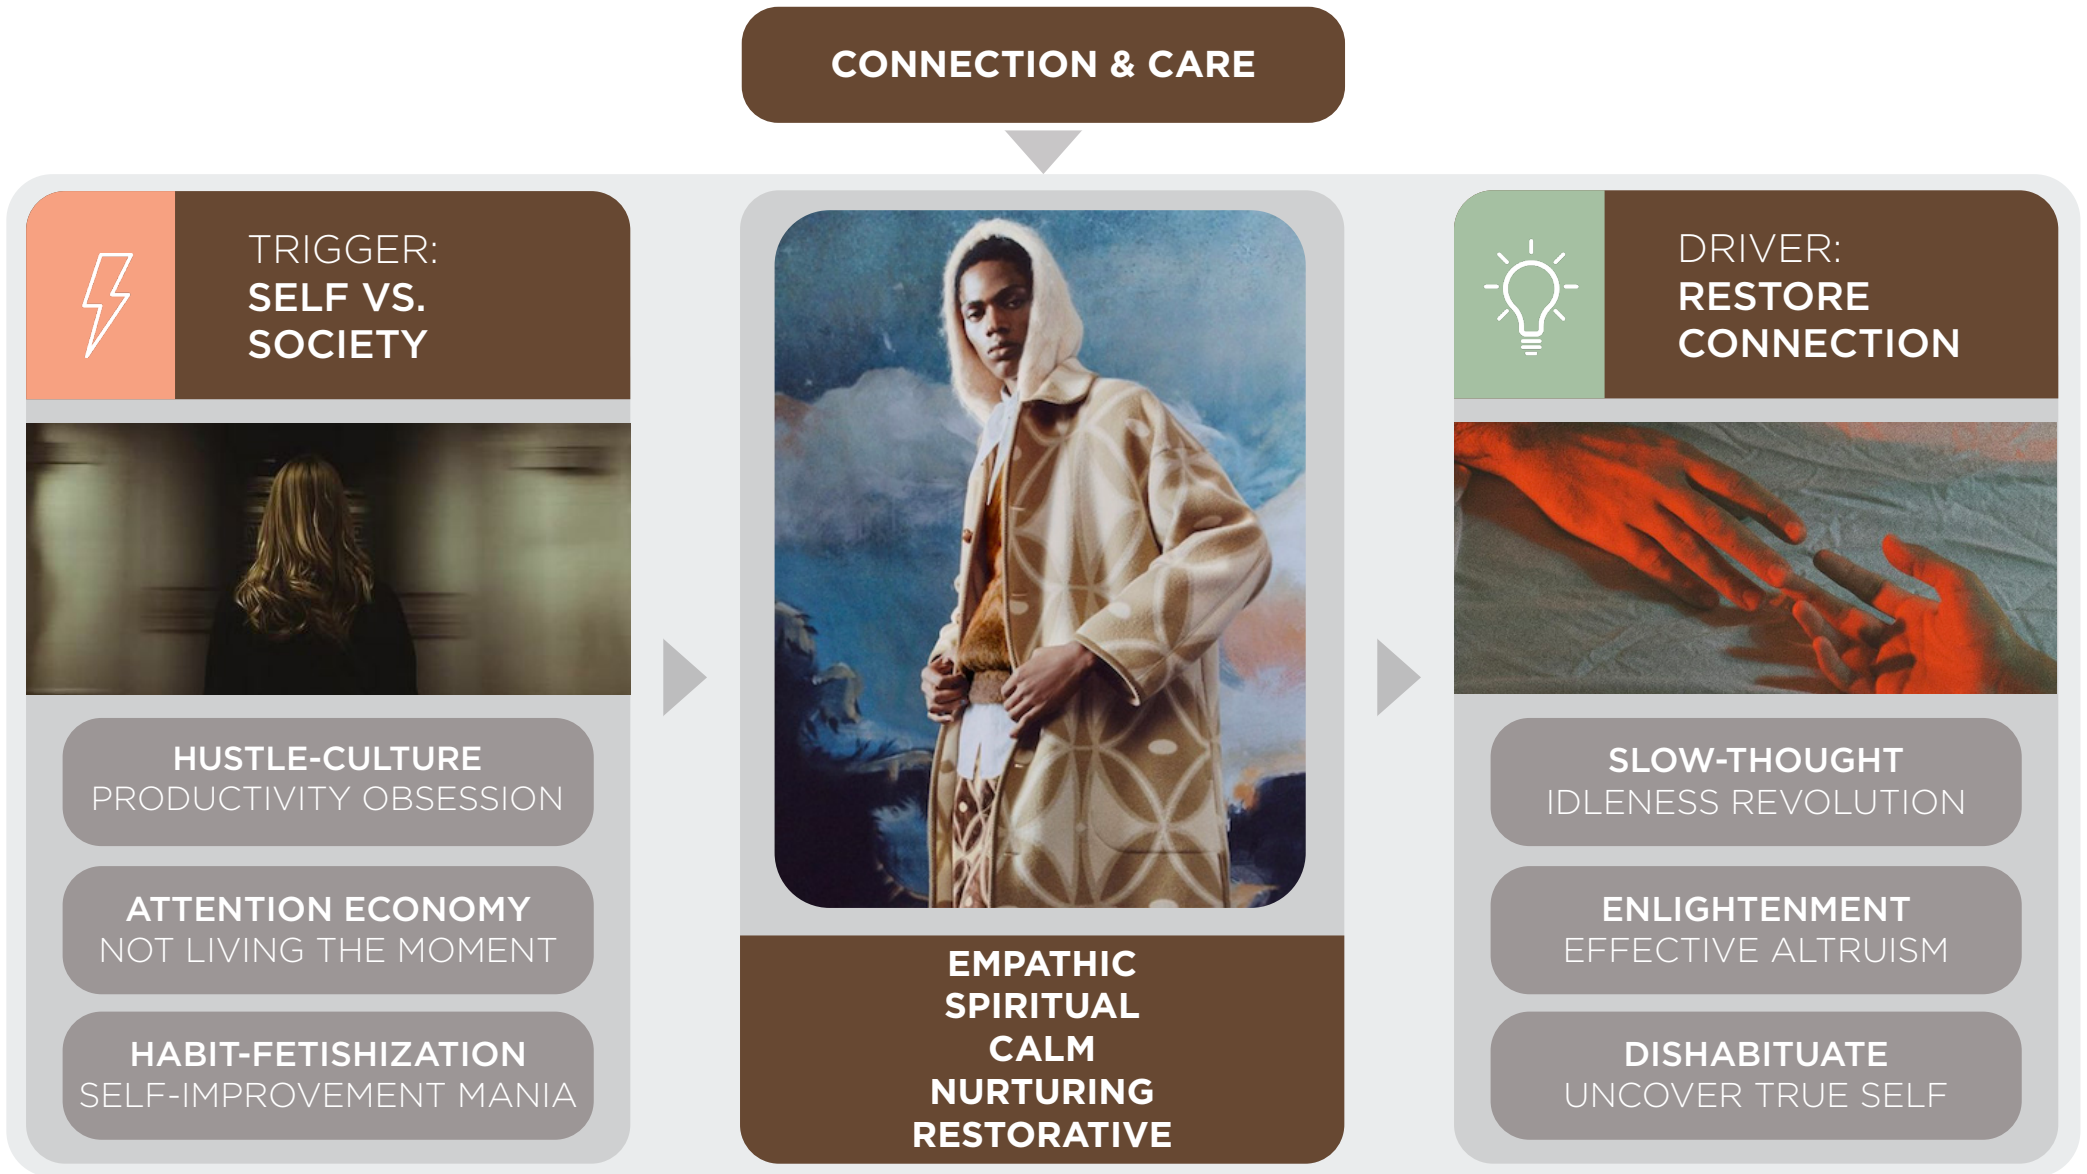 CONNECTION & CARE
TRIGGER:
SELF VS.
SOCIETY
HUSTLE-CULTURE
PRODUCTIVITY OBSESSION
ATTENTION ECONOMY
NOT LIVING THE MOMENT
HABIT-FETISHIZATION
SELF-IMPROVEMENT MANIA
EMPATHIC
SPIRITUAL
CALM
NURTURING
RESTORATIVE
DRIVER:
RESTORE
CONNECTION
SLOW-THOUGHT
IDLENESS REVOLUTION
ENLIGHTENMENT
EFFECTIVE ALTRUISM
DISHABITUATE
UNCOVER TRUE SELF